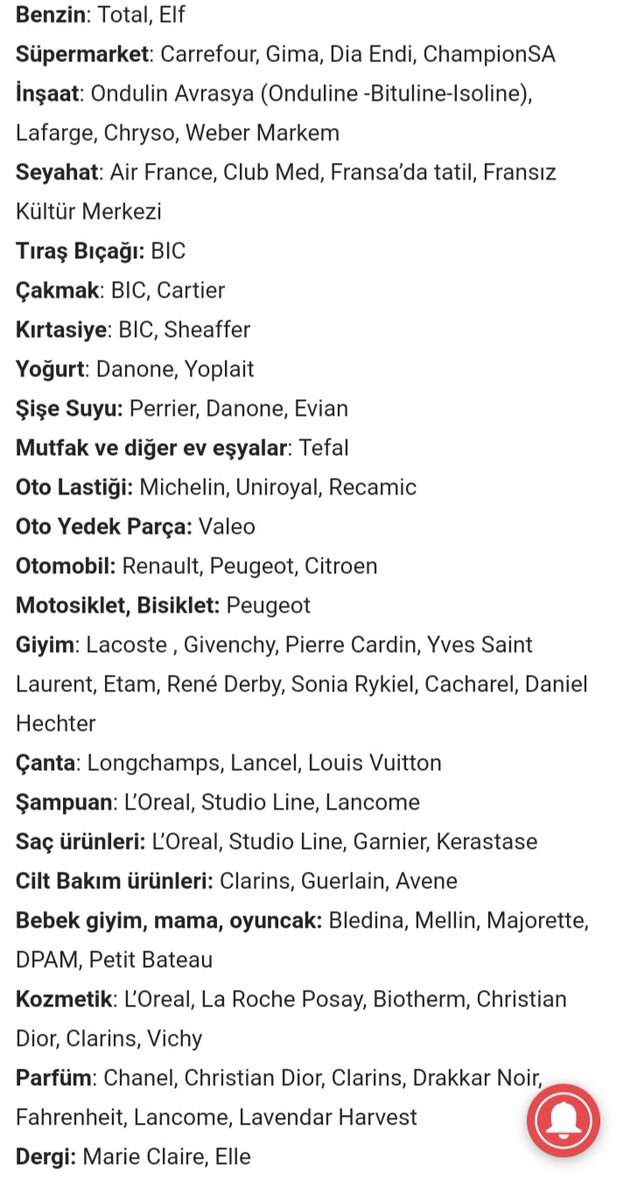 Benzin: Total, Elf
Süpermarket: Carrefour, Gima, Dia Endi, ChampionSA
İnşaat: Ondulin Avrasya (Onduline -Bituline-Isoline),
Lafarge, Chryso, Weber Markem
Seyahat: Air France, Club Med, Fransa’da tatil, Fransız
Kültür Merkezi
Tıraş Bıçağı: BIC
Çakmak: BIC, Cartier
Kırtasiye: BIC, Sheaffer
Yoğurt: Danone, Yoplait
Şişe Suyu: Perrier, Danone, Evian
Mutfak ve diğer ev eşyalar: Tefal
Oto Lastiği: Michelin, Uniroyal, Recamic
Oto Yedek Parça: Valeo
Otomobil: Renault, Peugeot, Citroen
Motosiklet, Bisiklet: Peugeot
Giyim: Lacoste , Givenchy, Pierre Cardin, Yves Saint
Laurent, Etam, René Derby, Sonia Rykiel, Cacharel, Daniel
Hechter
Çanta: Longchamps, Lancel, Louis Vuitton
Şampuan: L’Oreal, Studio Line, Lancome
Saç ürünleri: L’Oreal, Studio Line, Garnier, Kerastase
Cilt Bakım ürünleri: Clarins, Guerlain, Avene
Bebek giyim, mama, oyuncak: Bledina, Mellin, Majorette,
DPAM, Petit Bateau
Kozmetik: L’Oreal, La Roche Posay, Biotherm, Christian
Dior, Clarins, Vichy
Parfüm: Chanel, Christian Dior, Clarins, Drakkar Noir,
Fahrenheit, Lancome, Lavendar Harvest
Dergi: Marie Claire, Elle